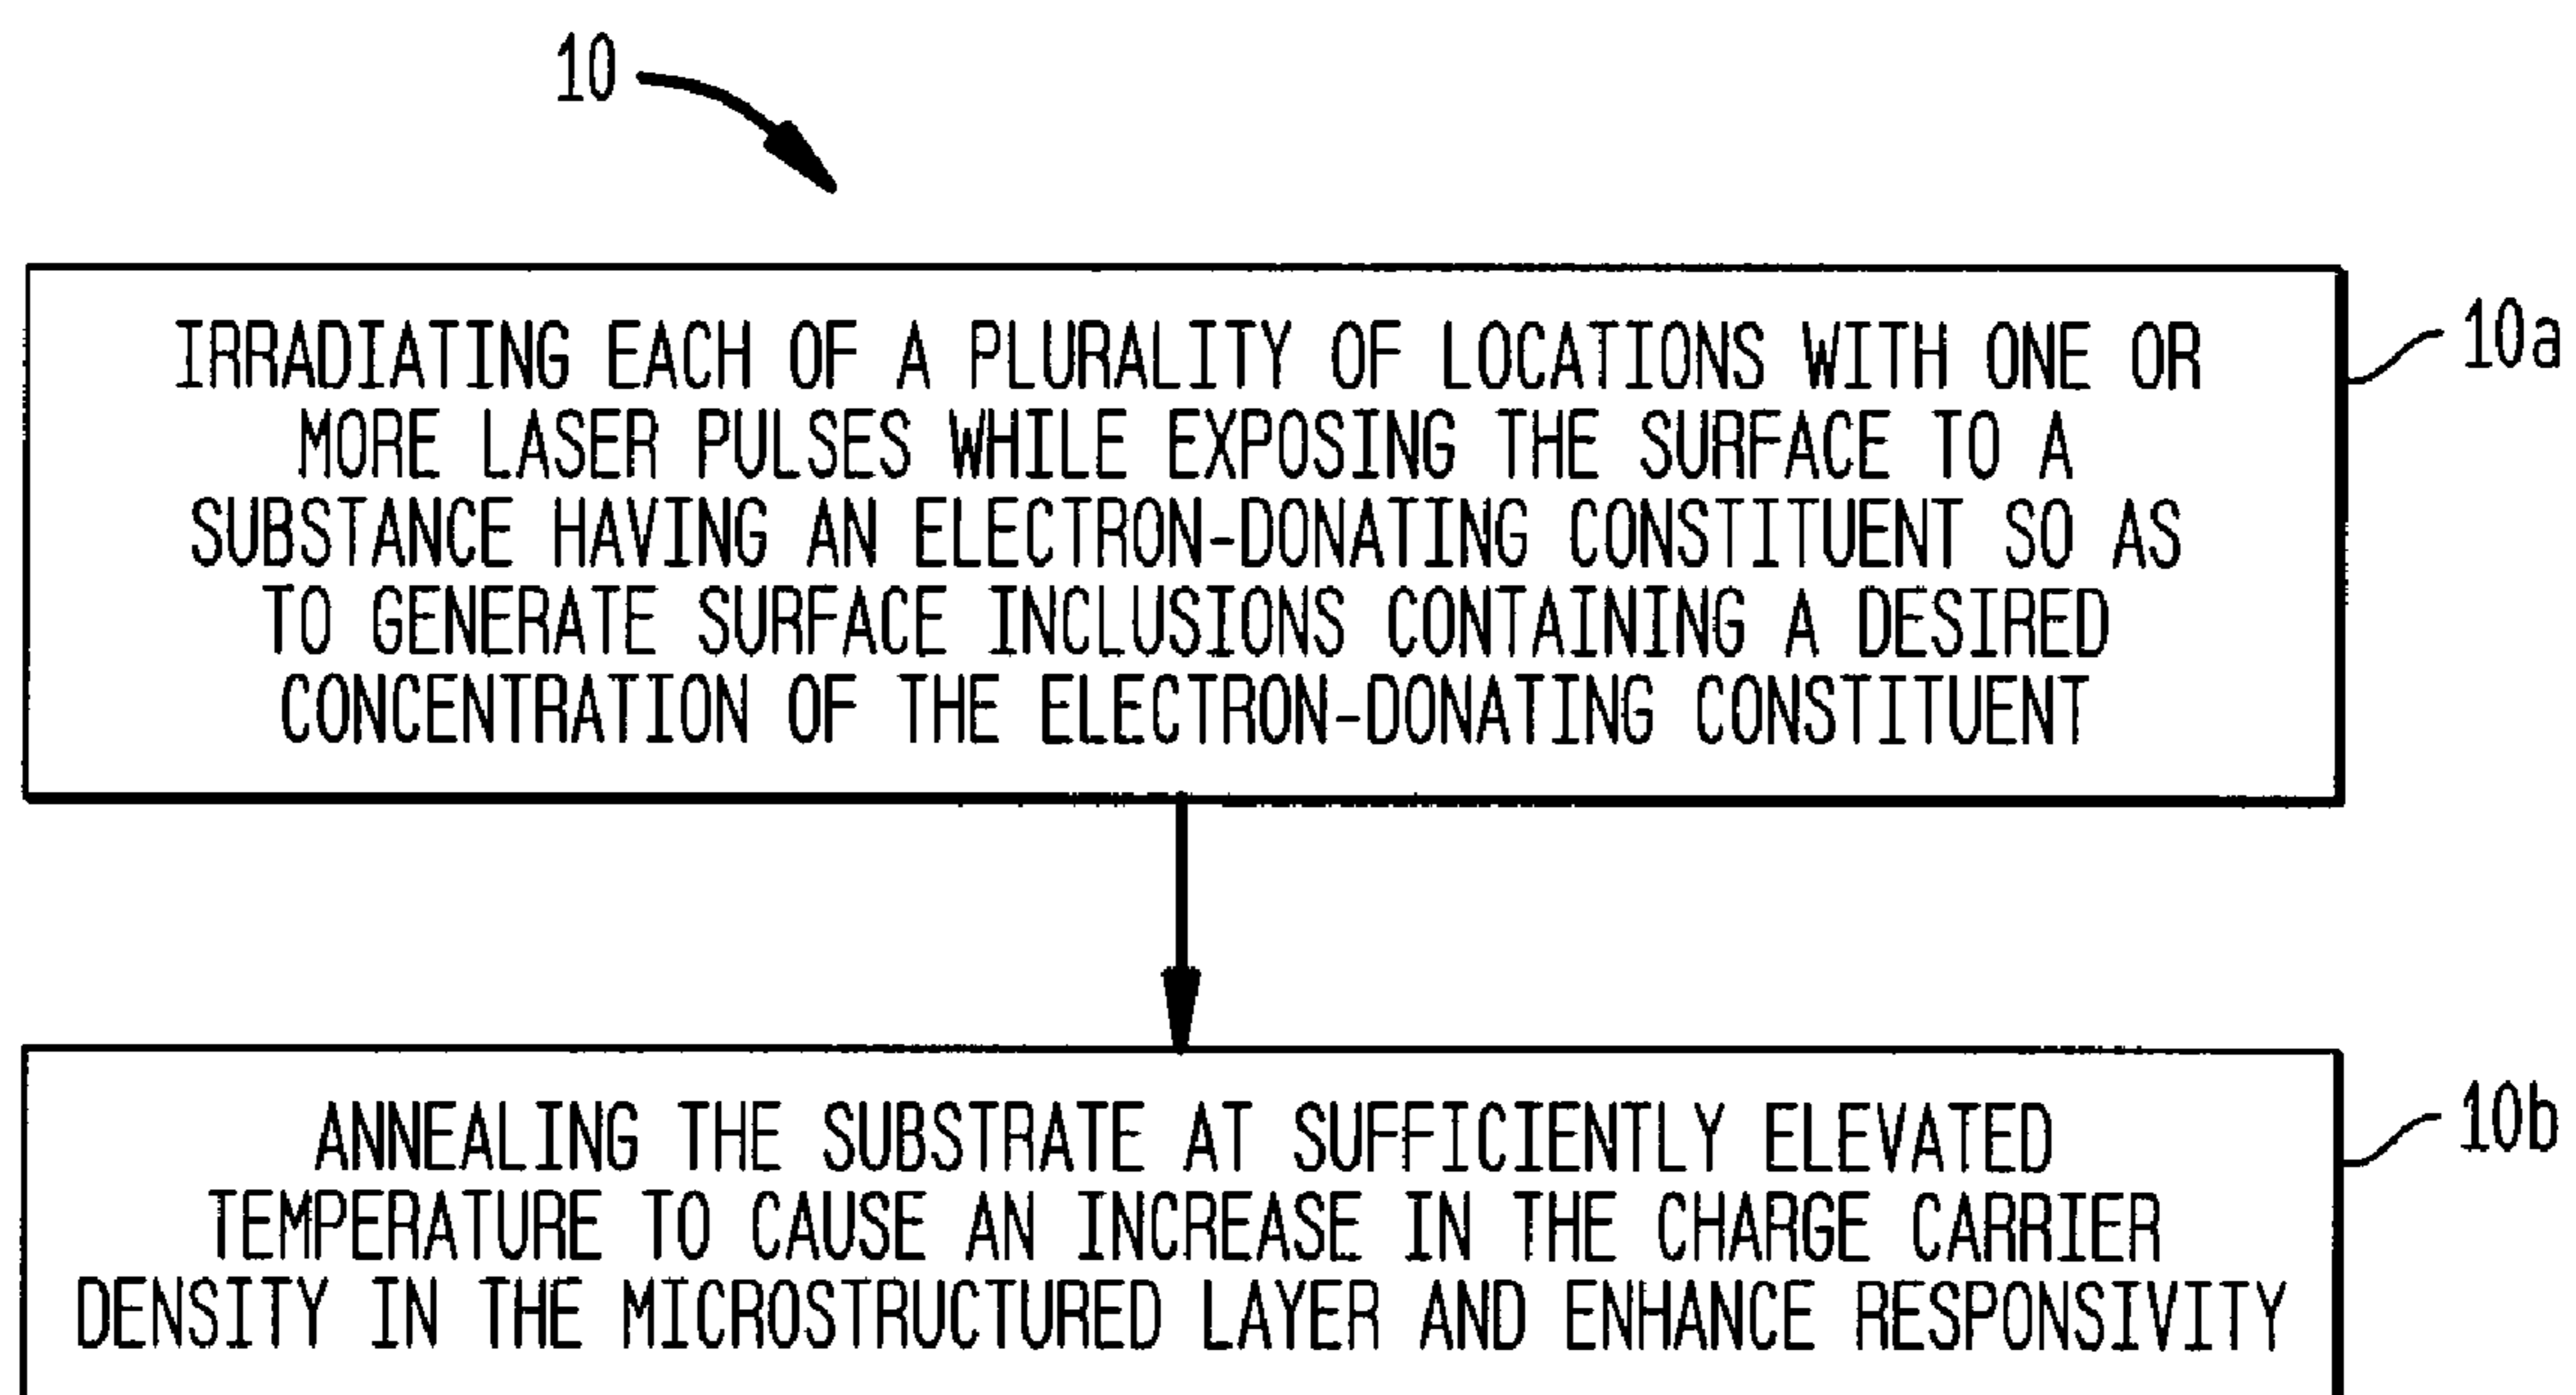 10
IRRADIATING EACH OF A PLURALITY OF LOCATIONS WITH ONE OR
MORE LASER PULSES WHILE EXPOSING THE SURFACE TO A
SUBSTANCE HAVING AN ELECTRON-DONATING CONSTITUENT SO AS
TO GENERATE SURFACE INCLUSIONS CONTAINING A DESIRED
CONCENTRATION OF THE ELECTRON-DONATING CONSTITUENT
10a
ANNEALING THE SUBSTRATE AT SUFFICIENTLY ELEVATED
TEMPERATURE TO CAUSE AN INCREASE IN THE CHARGE CARRIER
DENSITY IN THE MICROSTRUCTURED LAYER AND ENHANCE RESPONSIVITY
10b